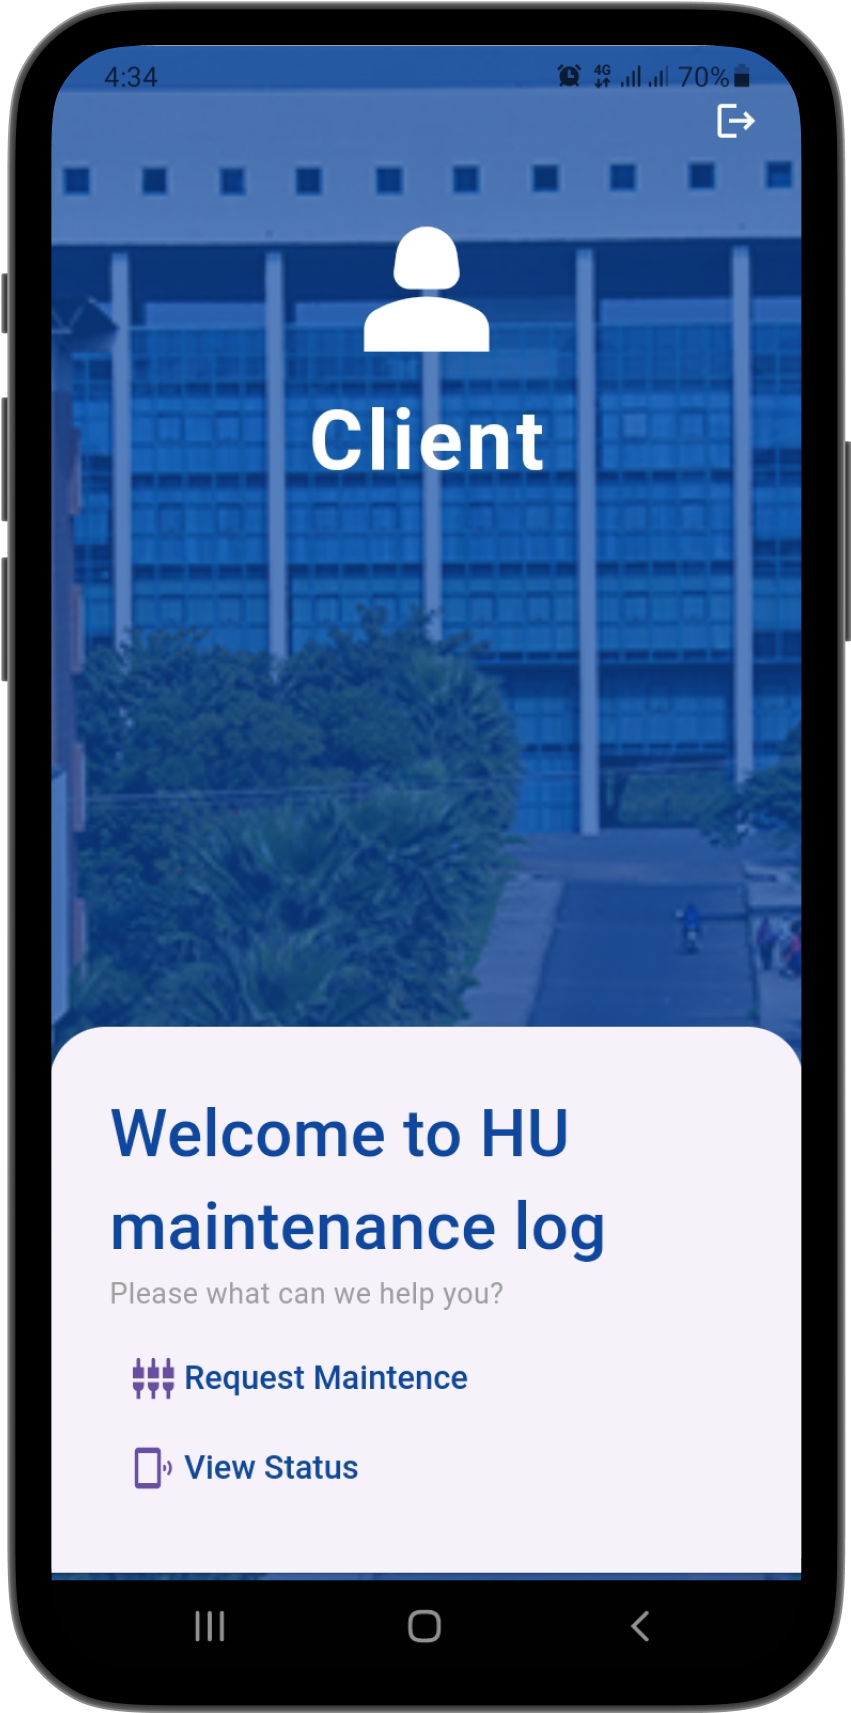 4:34 4G 70%
Client
Welcome to HU
maintenance log
Please what can we help you?
Request Maintence
View Status